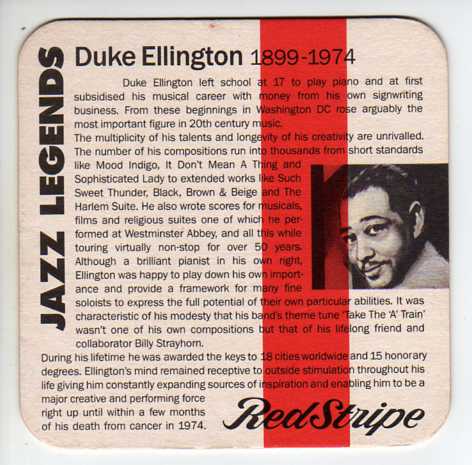 JAZZ LEGENDS
Duke Ellington 1899-1974
Duke Ellington left school at 17 to play piano and at first
subsidised his musical career with money from his own signwriting
business. From these beginnings in Washington DC rose arguably the
most important figure in 20th century music.
The multiplicity of his talents and longevity of his creativity are unrivalled.
The number of his compositions run into thousands from short standards
like Mood Indigo, It Don't Mean A Thing and
Sophisticated Lady to extended works like Such
Sweet Thunder, Black, Brown & Beige and The
Harlem Suite. He also wrote scores for musicals,
films and religious suites one of which he per-
formed at Westminster Abbey, and all this while
touring virtually non-stop for over 50 years.
Although a brilliant pianist in his own right,
Ellington was happy to play down his own import-
ance and provide a framework for many fine
soloists to express the full potential of their own particular abilities. It was
characteristic of his modesty that his band's theme tune 'Take The 'A' Train'
wasn't one of his own compositions but that of his lifelong friend and
collaborator Billy Strayhorn.
During his lifetime he was awarded the keys to 18 cities worldwide and 15 honorary
degrees. Ellington's mind remained receptive to outside stimulation throughout his
life giving him constantly expanding sources of inspiration and enabling him to be a
major creative and performing force
right up until within a few months
of his death from cancer in 1974.
Red Stripe